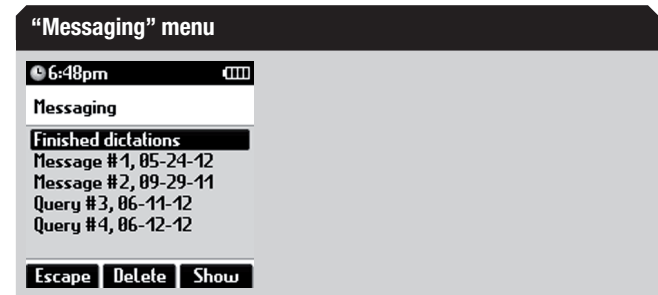 “Messaging” menu
6:48pm
Messaging
Finished dictations
Message #1, 05-24-12
Message #2, 09-29-11
Query #3, 06-11-12
Query #4, 06-12-12
Escape Delete Show